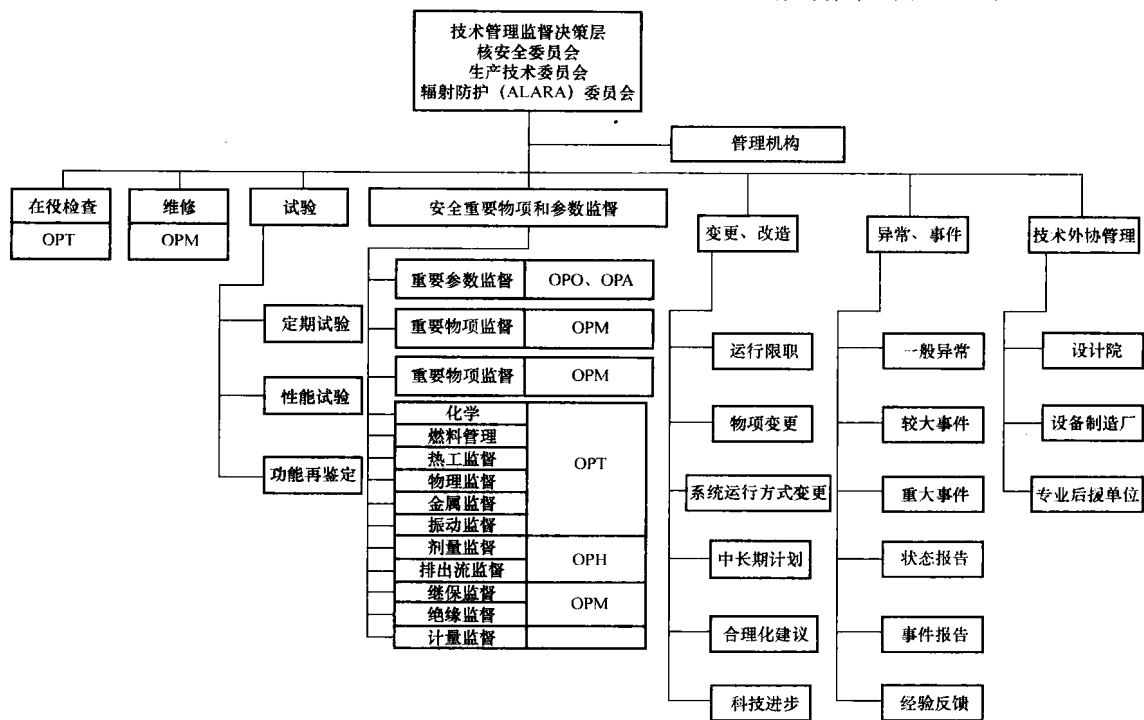 技术管理监督决策层
核安全委员会
生产技术委员会
辐射防护（ALARA）委员会
管理机构
在役检查
OPT
维修
OPM
试验
安全重要物项和参数监督
变更、改造
异常、事件
技术外协管理
定期试验
性能试验
功能再鉴定
重要参数监督 OPO、OPA
重要物项监督 OPM
重要物项监督 OPM
化学
燃料管理
热工监督
OPT
物理监督
金属监督
振动监督
剂量监督
OPH
排出流监督
继保监督
OPM
绝缘监督
计量监督
运行限职
物项变更
系统运行方式变更
中长期计划
合理化建议
科技进步
一般异常
较大事件
重大事件
状态报告
事件报告
经验反馈
设计院
设备制造厂
专业后援单位